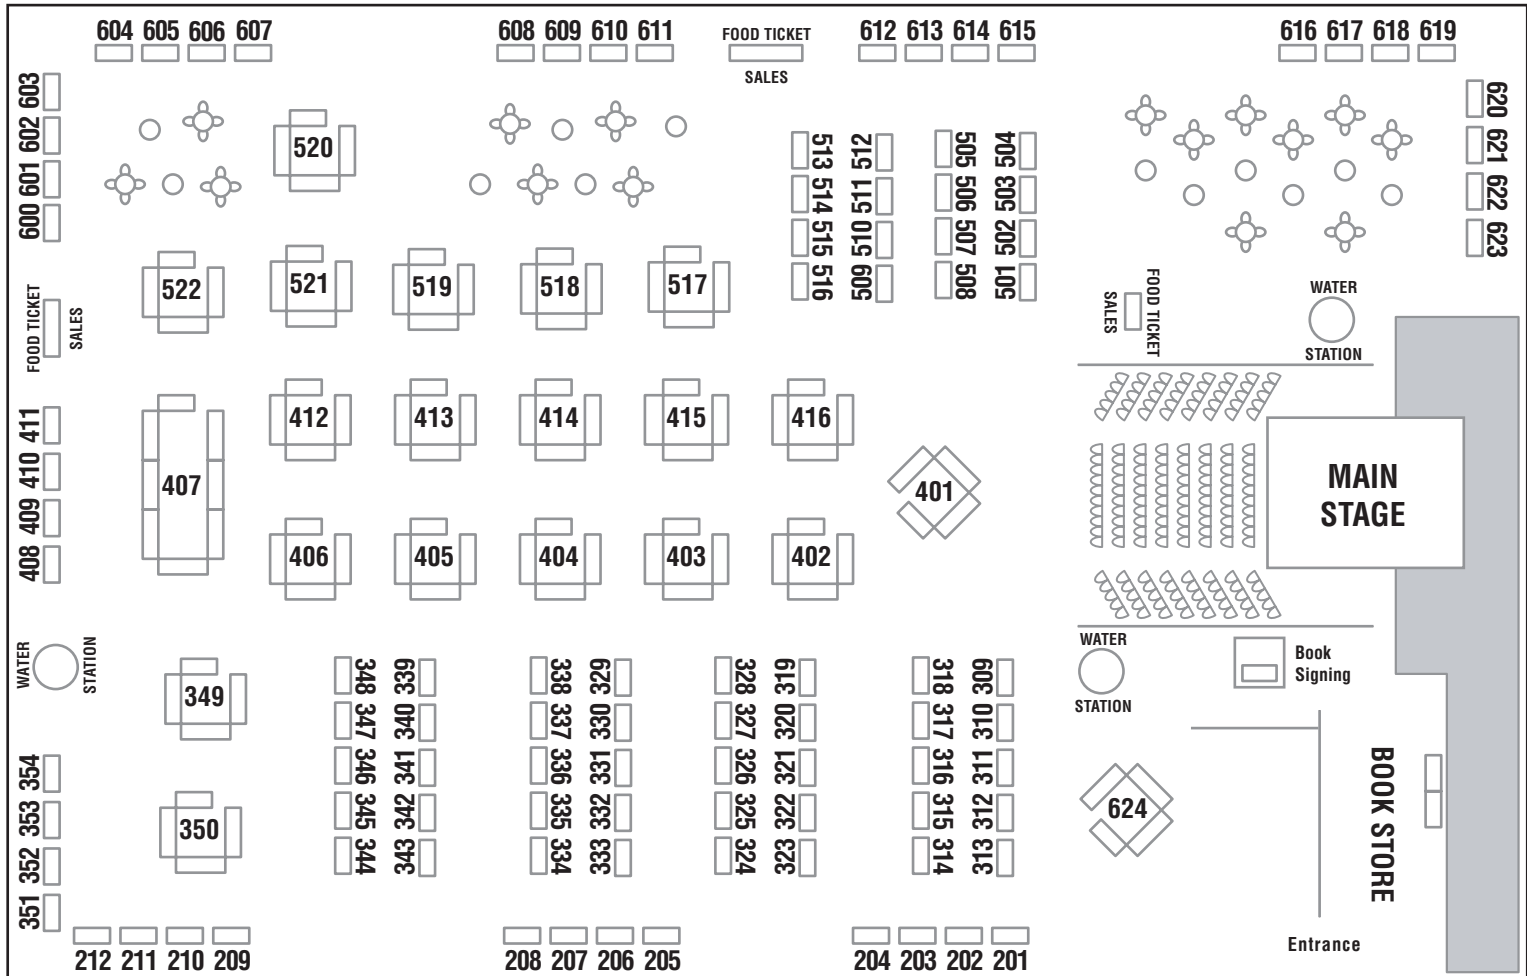 604 605 606 607
608 609 610 611
FOOD TICKET
SALES
612 613 614 615
616 617 618 619
603
602
601
600
620
621
622
623
520
513 512 505 504
514 511 506 503
515 510 507 502
516 509 508 501
522 521 519 518 517
FOOD TICKET
SALES
FOOD TICKET
SALES
WATER
STATION
411
410
409
408
412 413 414 415 416
407
401
MAIN
STAGE
406 405 404 403 402
WATER
STATION
WATER
STATION
Book
Signing
349
348 339 338 329 328 319 318 309
347 340 337 330 327 320 317 310
346 341 336 331 326 321 316 311
345 342 335 332 325 322 315 312
344 343 334 333 324 323 314 313
354
353
352
351
350
624
BOOK STORE
212 211 210 209
208 207 206 205
204 203 202 201
Entrance